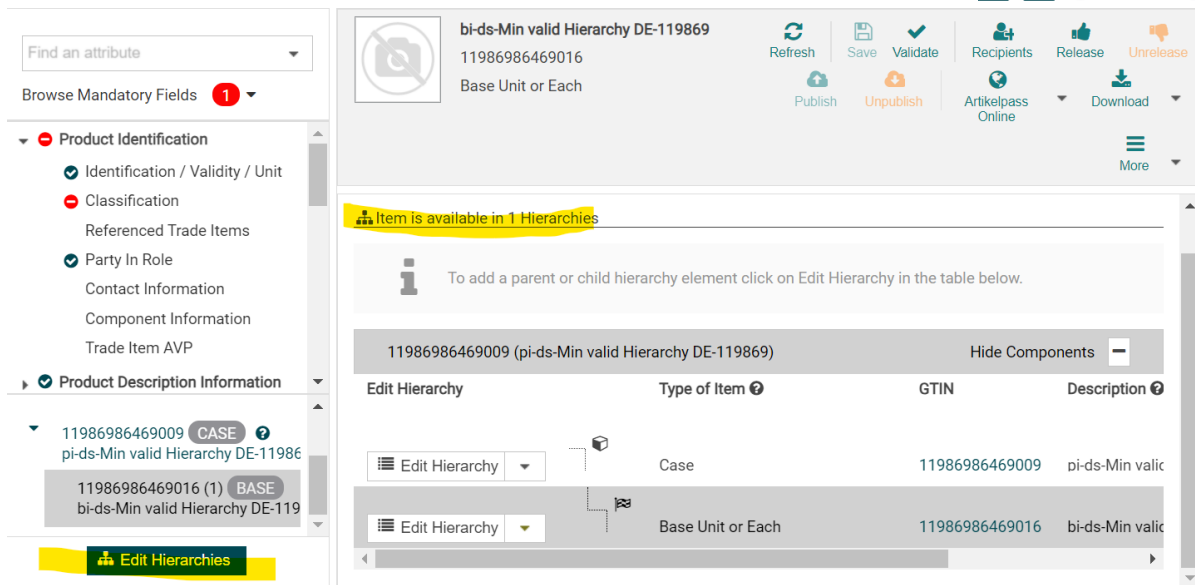 Find an attribute
Browse Mandatory Fields 1
Product Identification
Identification / Validity / Unit
Classification
Referenced Trade Items
Party In Role
Contact Information
Component Information
Trade Item AVP
Product Description Information
11986986469009 CASE
pi-ds-Min valid Hierarchy DE-11986
11986986469016 (1) BASE
bi-ds-Min valid Hierarchy DE-119
Edit Hierarchies
bi-ds-Min valid Hierarchy DE-119869
11986986469016
Base Unit or Each
Refresh Save Validate Recipients Release Unrelease
Publish Unpublish Artikelpass Online Download
More
Item is available in 1 Hierarchies
To add a parent or child hierarchy element click on Edit Hierarchy in the table below.
11986986469009 (pi-ds-Min valid Hierarchy DE-119869) Hide Components
Edit Hierarchy Type of Item GTIN Description
Edit Hierarchy Case 11986986469009 pi-ds-Min valid
Edit Hierarchy Base Unit or Each 11986986469016 bi-ds-Min valid